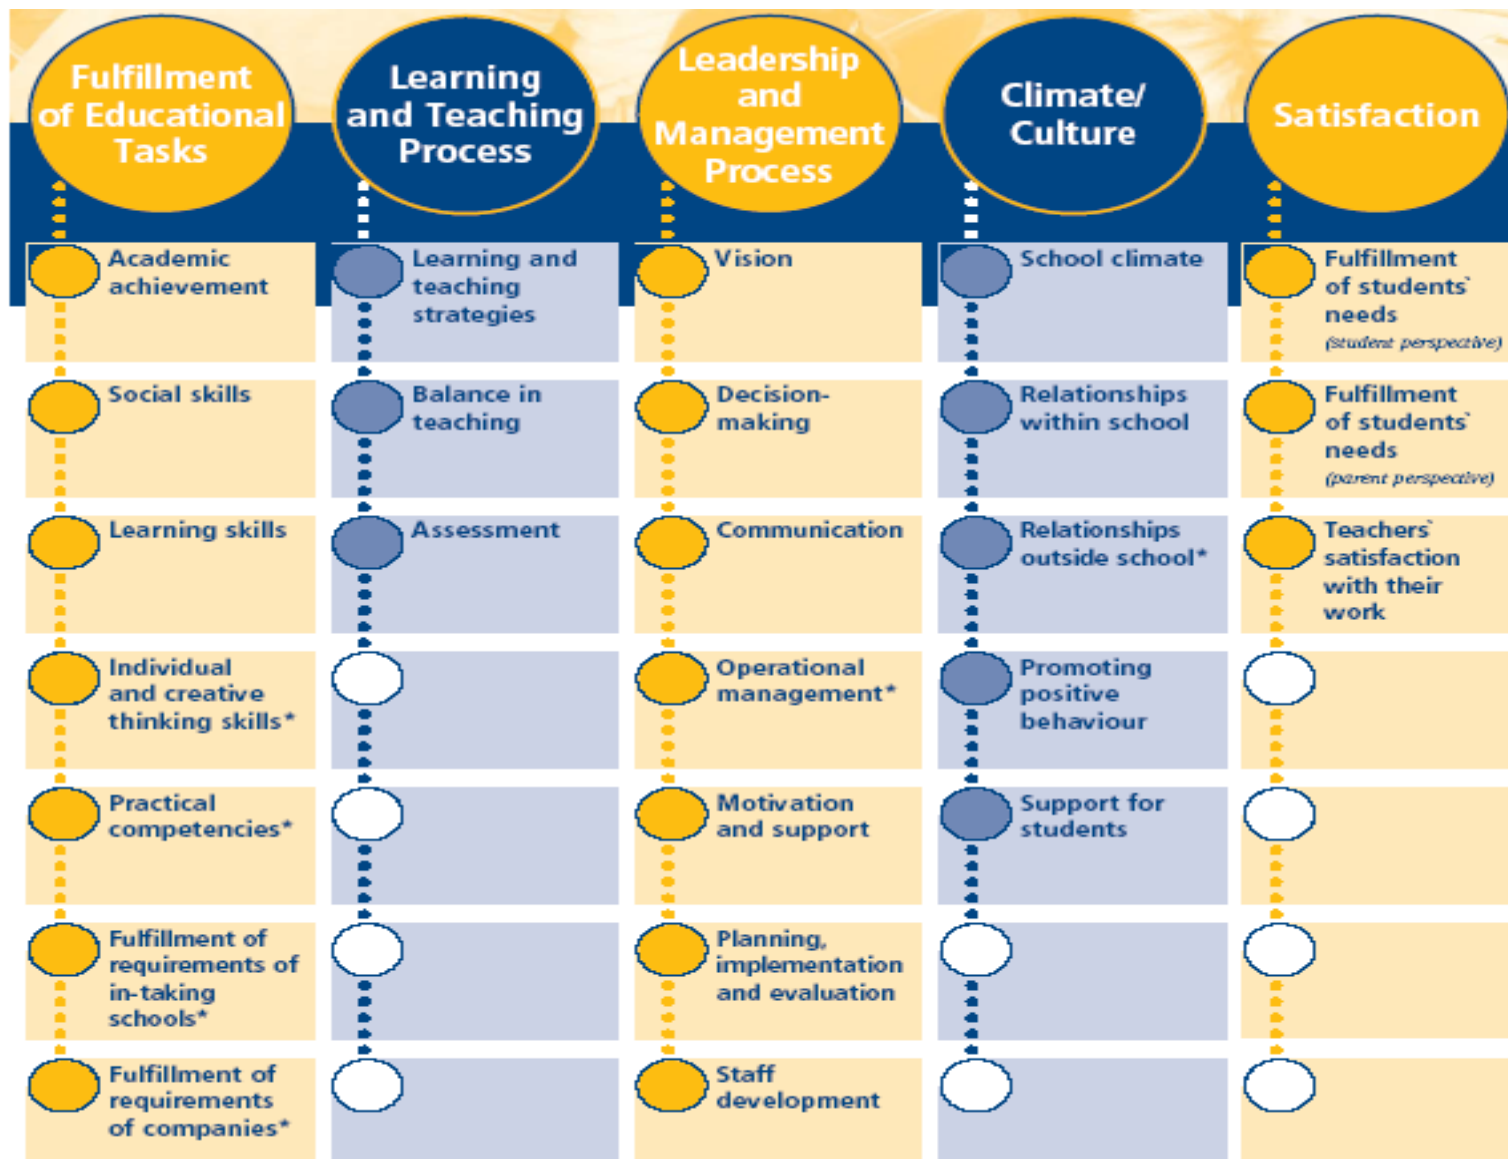 Fulfillment
of Educational
Tasks
Academic
achievement
Social skills
Learning skills
Individual
and creative
thinking skills*
Practical
competencies*
Fulfillment of
requirements of
in-taking
schools*
Fulfillment of
requirements
of companies*
Learning
and Teaching
Process
Learning and
teaching
strategies
Balance in
teaching
Assessment
Leadership
and
Management
Process
Vision
Decision-
making
Communication
Operational
management*
Motivation
and support
Planning,
implementation
and evaluation
Staff
development
Climate/
Culture
School climate
Relationships
within school
Relationships
outside school*
Promoting
positive
behaviour
Support for
students
Satisfaction
Fulfillment
of students`
needs
(student perspective)
Fulfillment
of students`
needs
(parent perspective)
Teachers`
satisfaction
with their
work